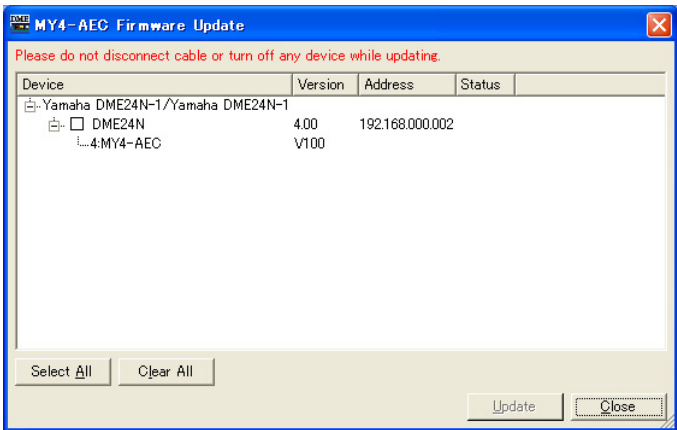 MY4-AEC Firmware Update
Please do not disconnect cable or turn off any device while updating.
Device Version Address Status
Yamaha DME24N-1/Yamaha DME24N-1
DME24N 4.00 192.168.000.002
4:MY4-AEC V100
Select All Clear All
Update Close